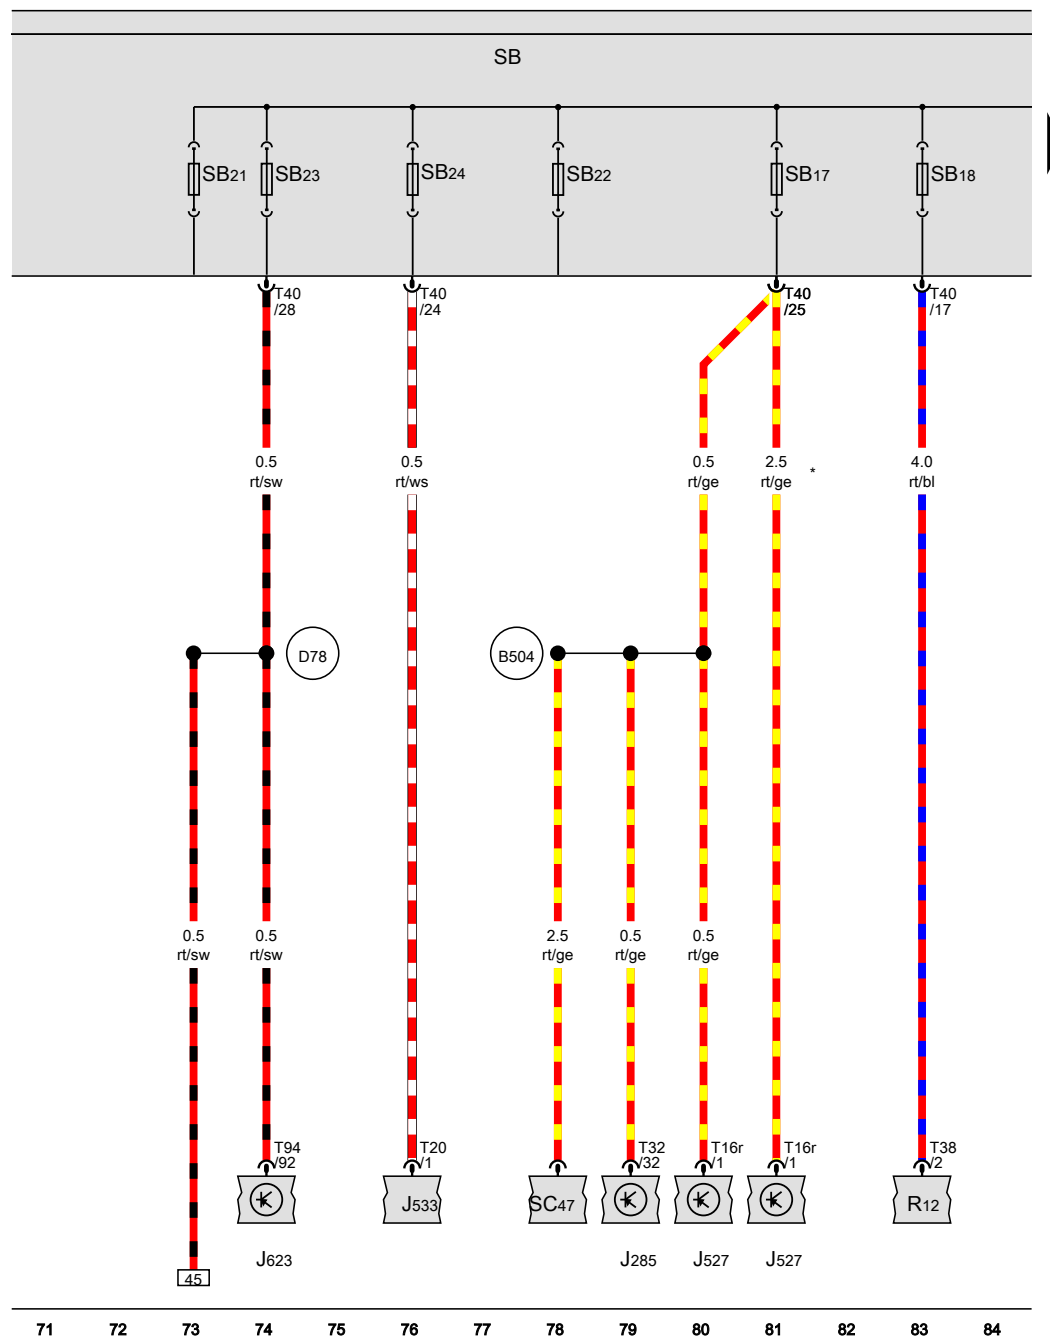 SB
SB21 SB23 SB24 SB22 SB17 SB18
T40 T40 T40 T40
/28 /24 /25 /17
0.5 0.5 0.5 2.5 4.0
rt/sw rt/ws rt/ge rt/ge * rt/bl
D78 B504
0.5 0.5 2.5 0.5 0.5
rt/sw rt/sw rt/ge rt/ge rt/ge
T94 T20 T32 T16r T16r T38
/92 /1 /32 /1 /1 /2
J533 SC47 R12
J623 J285 J527 J527
45
71 72 73 74 75 76 77 78 79 80 81 82 83 84